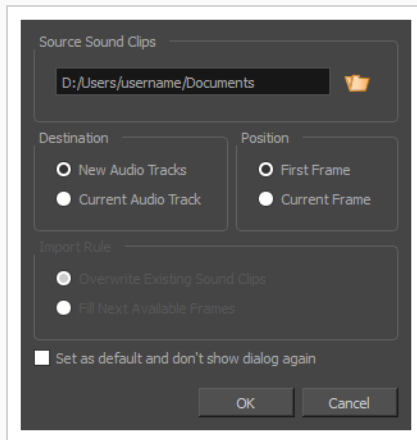 Source Sound Clips
D:/Users/username/Documents
Destination
Position
New Audio Tracks
First Frame
Current Audio Track
Current Frame
Import Rule
Overwrite Existing Sound Clips
Fill Next Available Frames
Set as default and don't show dialog again
OK
Cancel